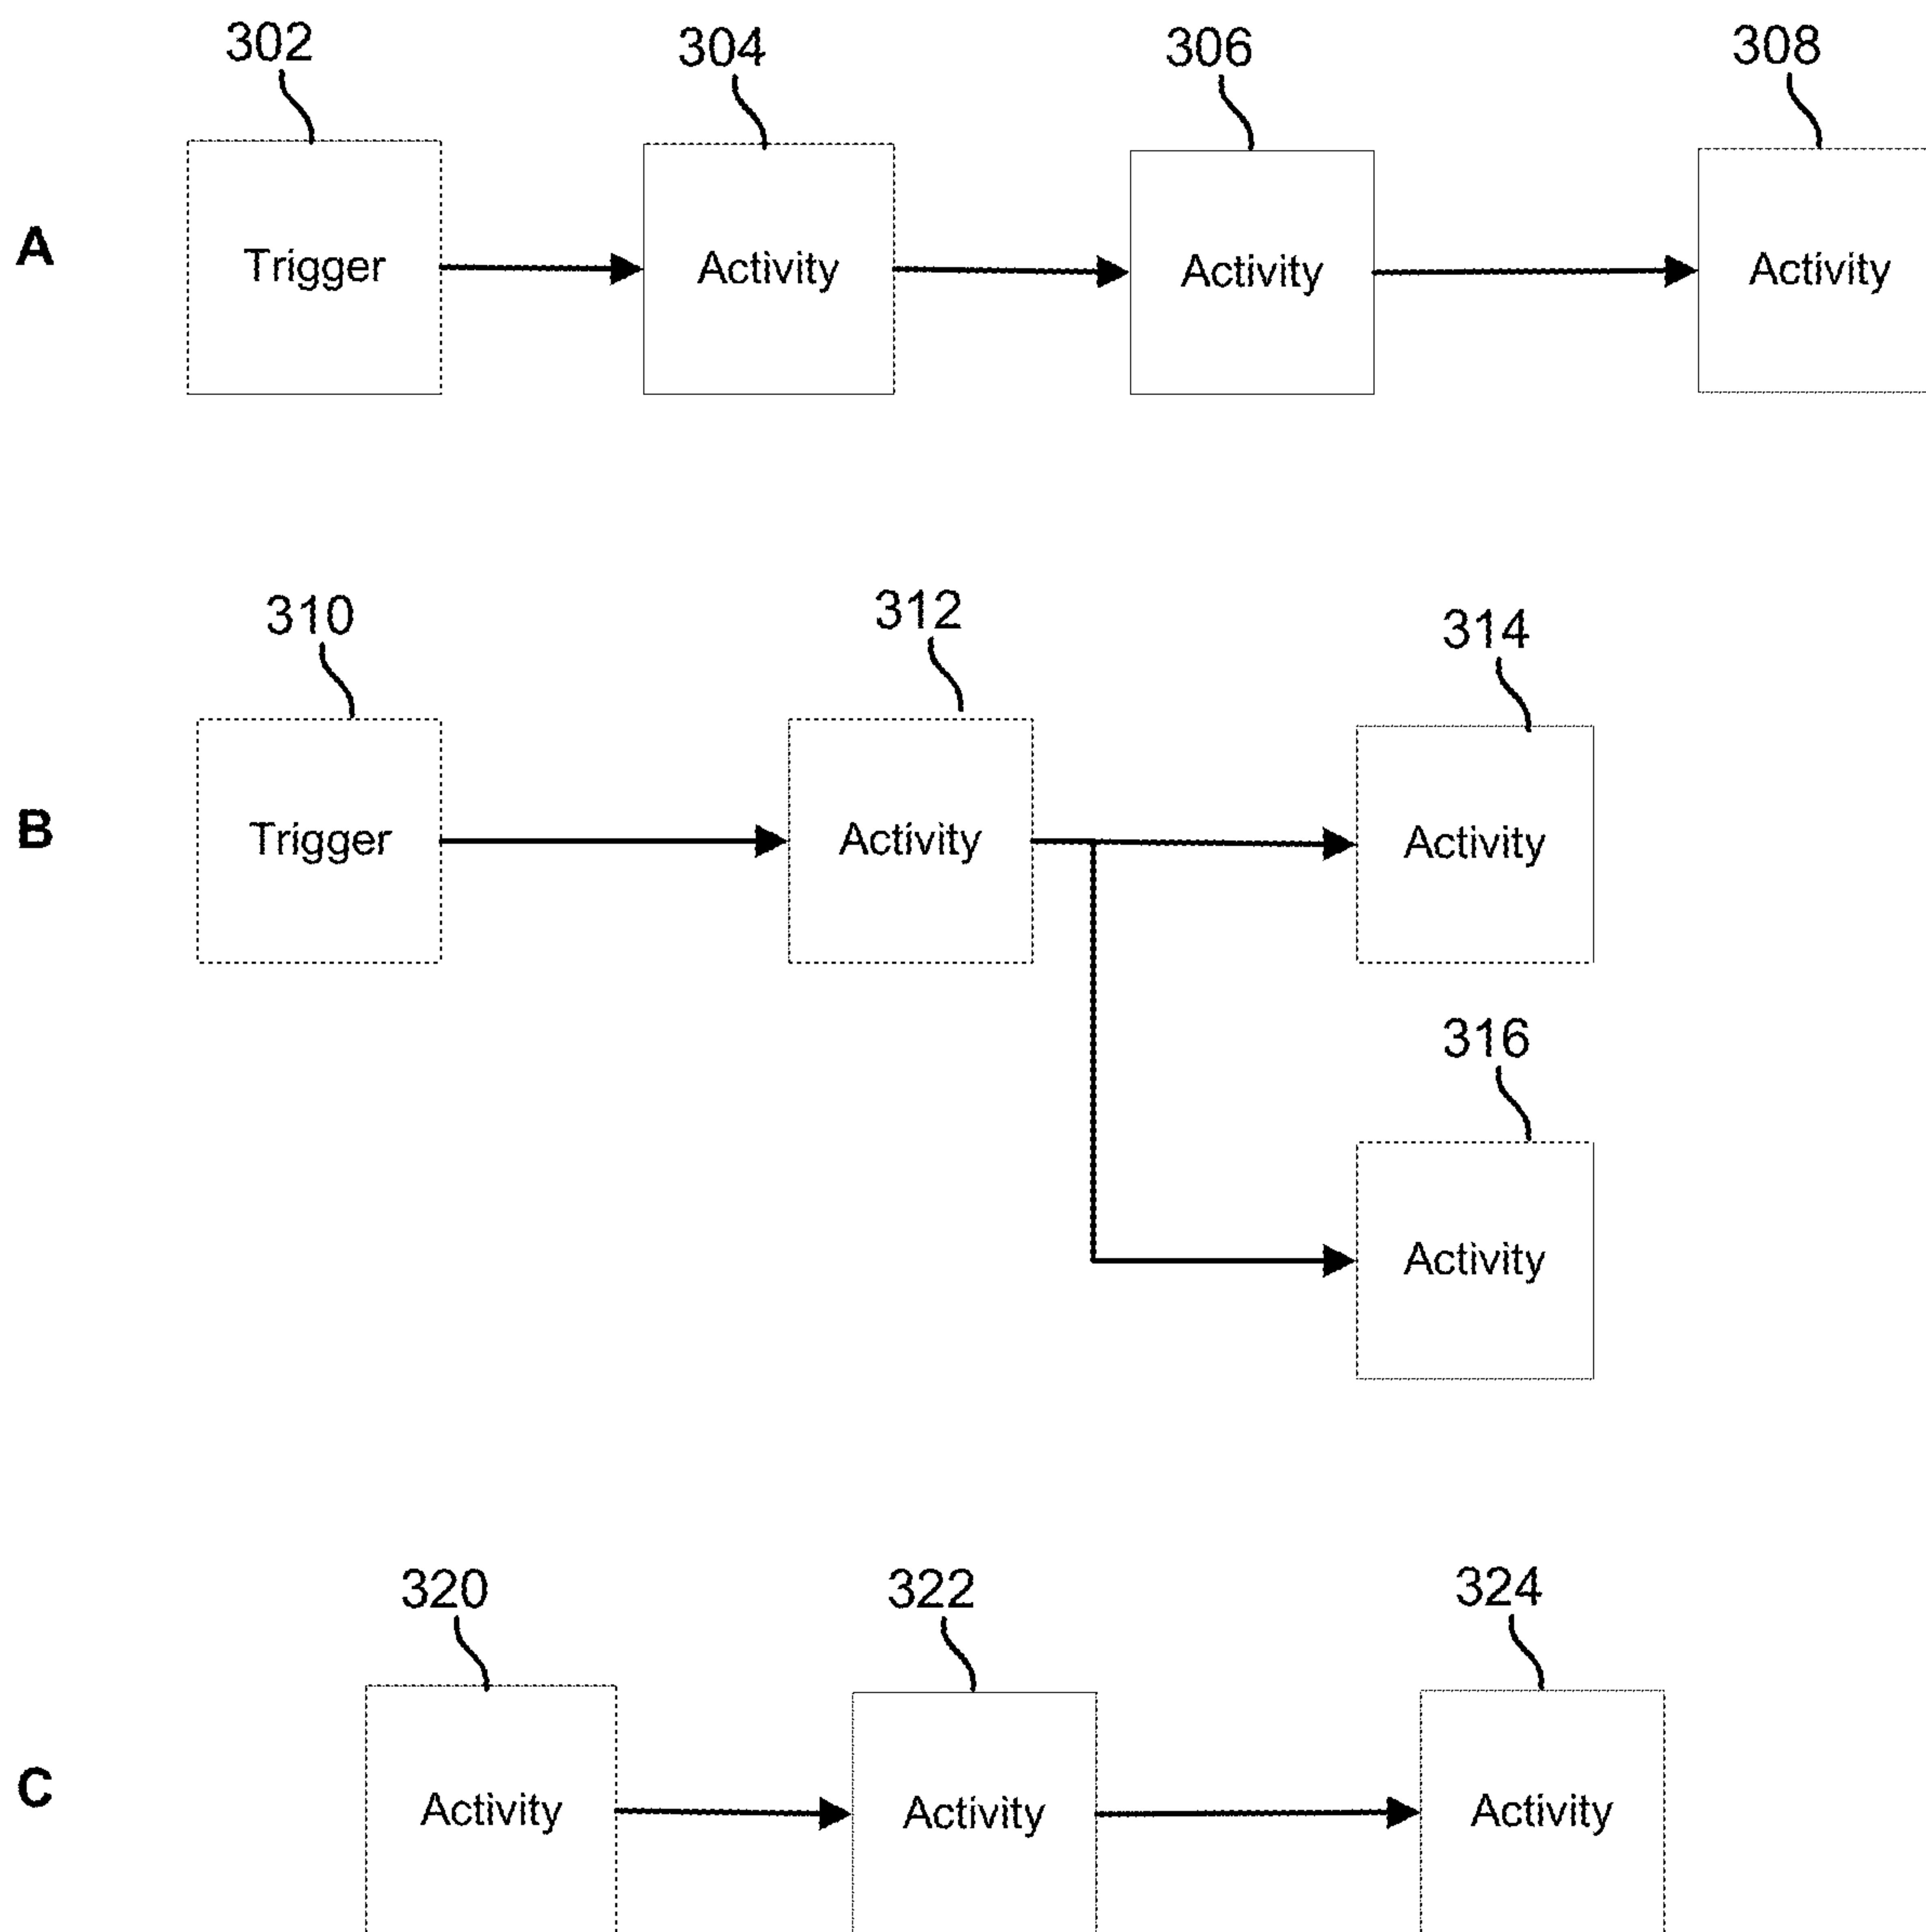 302 304 306 308
A Trigger Activity Activity Activity
310 312 314
B Trigger Activity Activity
316
Activity
320 322 324
C Activity Activity Activity